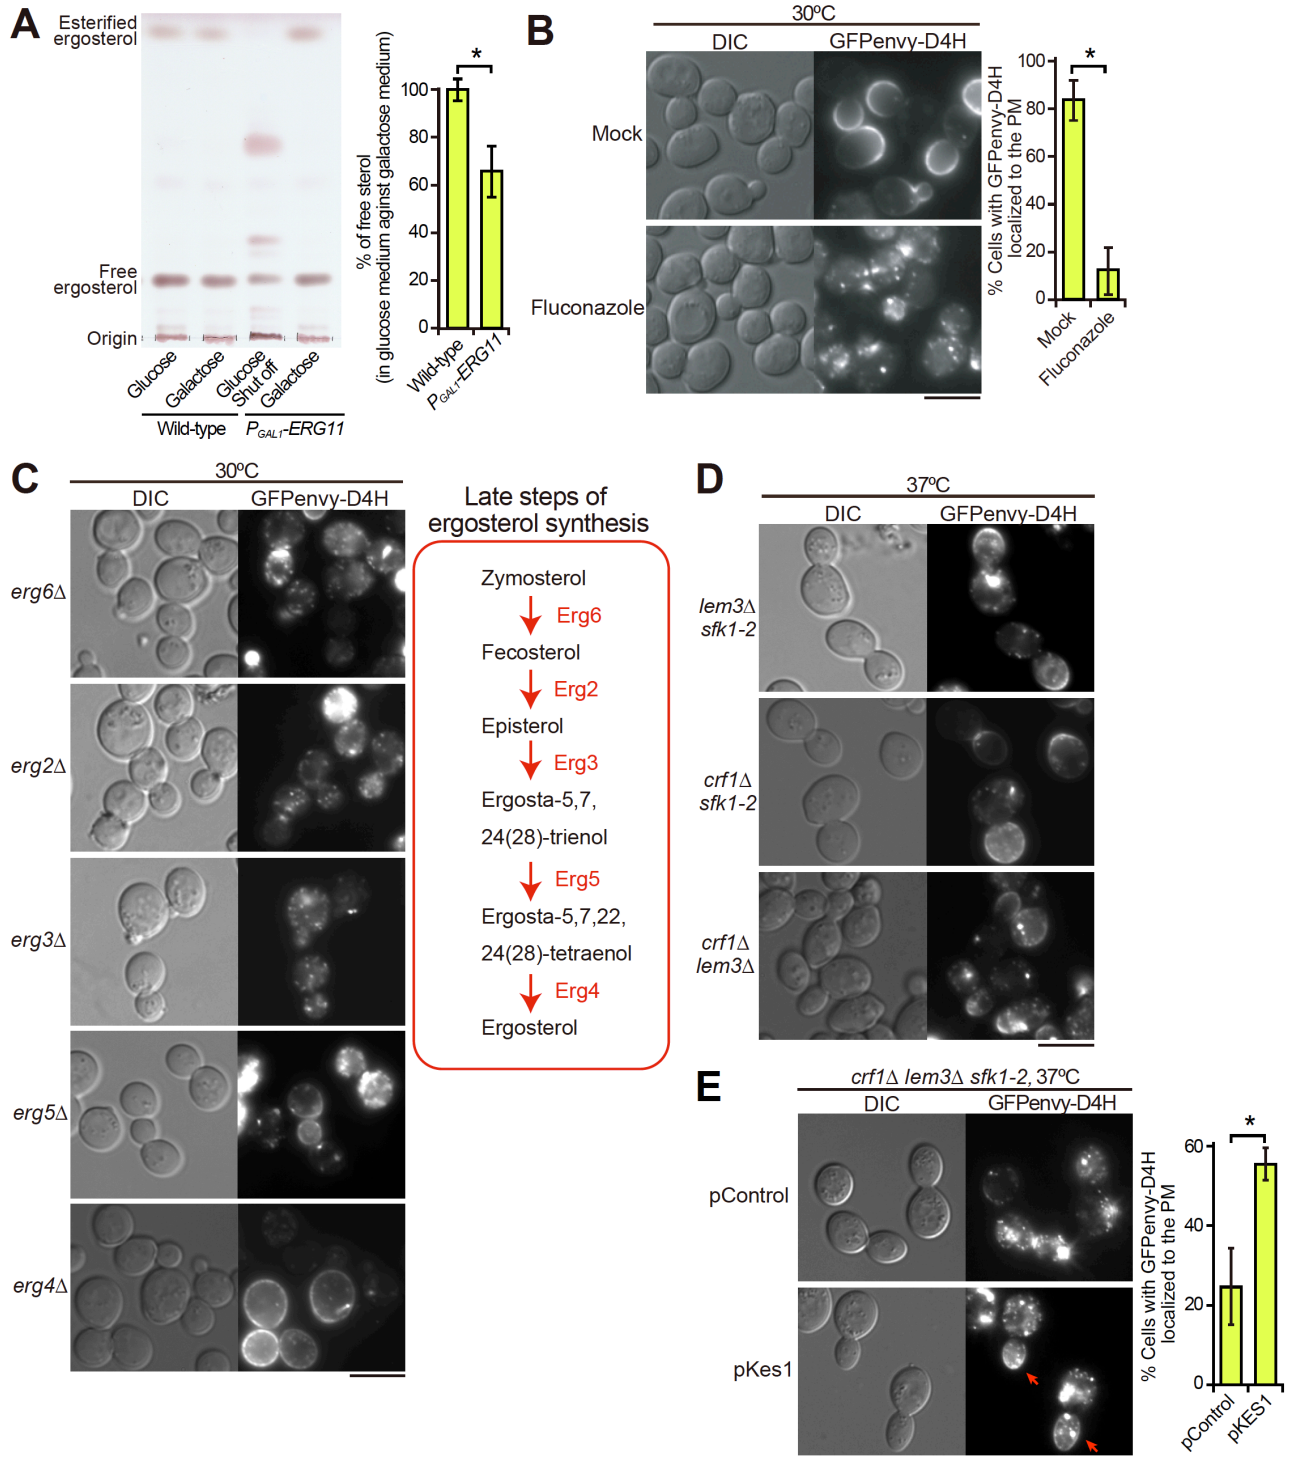 A
Esterified
ergosterol
Free
ergosterol
Origin
Glucose
Galactose
Glucose
Shut off
Galactose
Wild-type
PGAL1-ERG11
% of free sterol
(in glucose medium aginst galactose medium)
100
80
60
40
20
0
*
Wild-type
PGAL1-ERG11
B
30ºC
DIC
GFPenvy-D4H
Mock
Fluconazole
% Cells with GFPenvy-D4H
localized to the PM
100
80
60
40
20
0
*
Mock
Fluconazole
C
30ºC
DIC
GFPenvy-D4H
erg6Δ
erg2Δ
erg3Δ
erg5Δ
erg4Δ
Late steps of
ergosterol synthesis
Zymosterol
Erg6
Fecosterol
Erg2
Episterol
Erg3
Ergosta-5,7,
24(28)-trienol
Erg5
Ergosta-5,7,22,
24(28)-tetraenol
Erg4
Ergosterol
D
37ºC
DIC
GFPenvy-D4H
lem3Δ
sfk1-2
crf1Δ
sfk1-2
crf1Δ
lem3Δ
E
crf1Δ lem3Δ sfk1-2, 37ºC
DIC
GFPenvy-D4H
pControl
pKes1
% Cells with GFPenvy-D4H
localized to the PM
60
40
20
0
*
pControl
pKES1